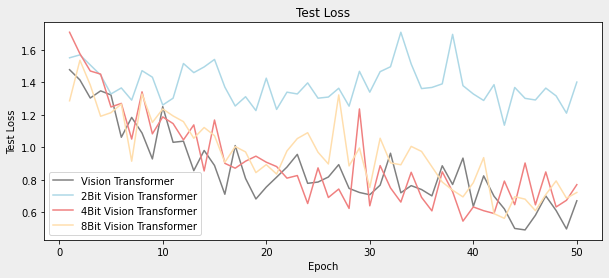 Test Loss
Test Loss
1.6
1.4
1.2
1.0
0.8
0.6
Vision Transformer
2Bit Vision Transformer
4Bit Vision Transformer
8Bit Vision Transformer
0
10
20
30
40
50
Epoch